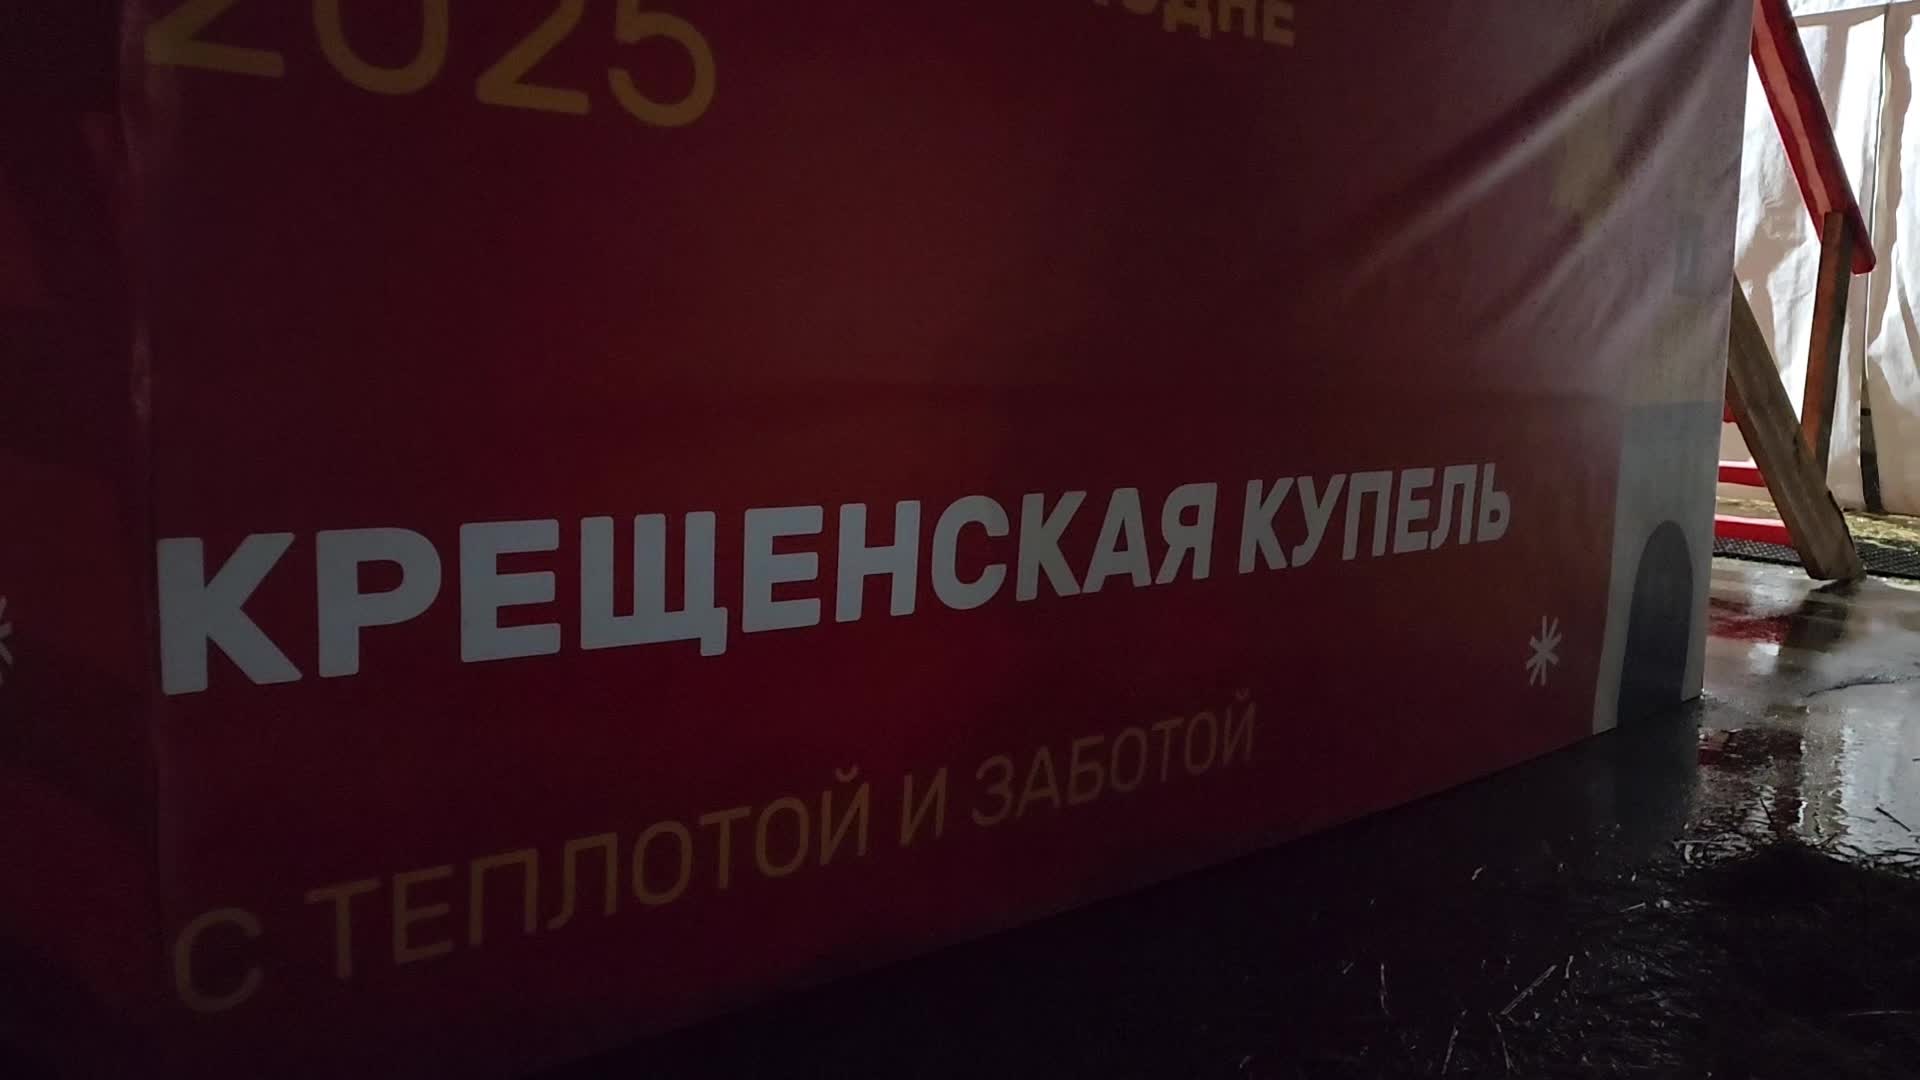 2025
КРЕЩЕНСКАЯ КУПЕЛЬ
С ТЕПЛОТОЙ И ЗАБОТОЙ